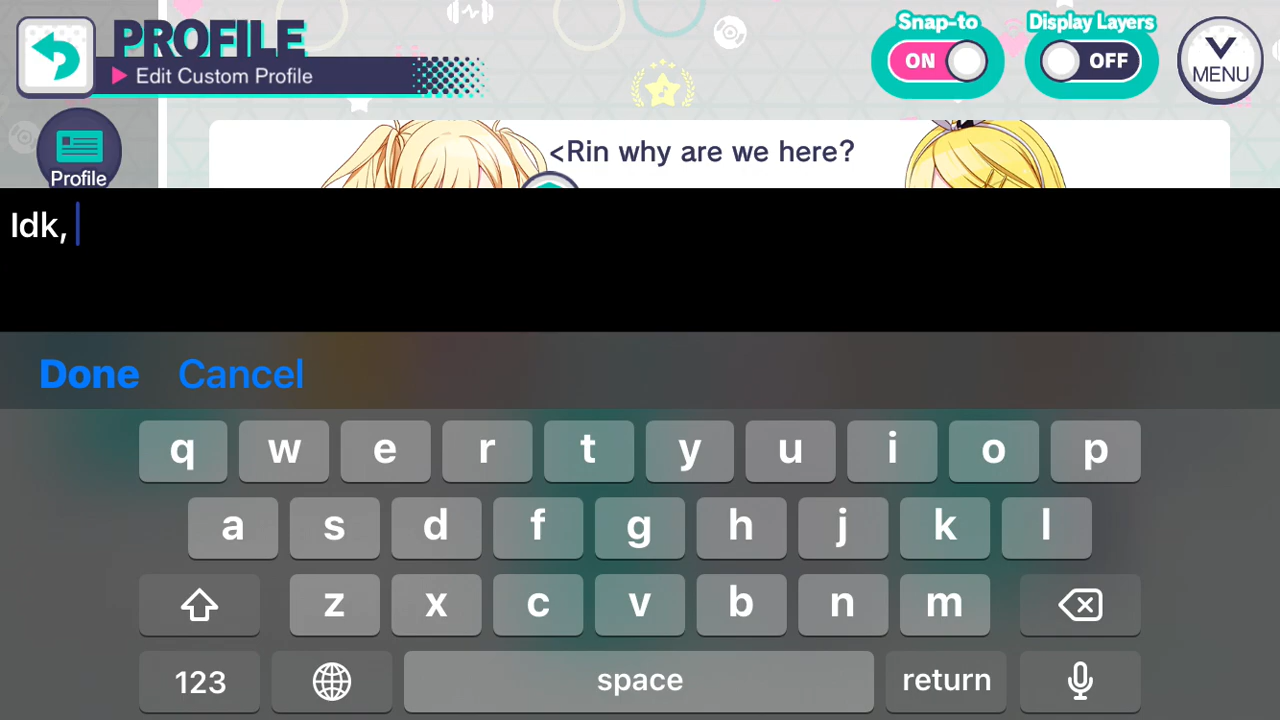 PROFILE
Edit Custom Profile
Snap-to
ON
Display Layers
OFF
MENU
Profile
<Rin why are we here?
Idk,
Done Cancel
q w e r t y u i o p
a s d f g h j k l
z x c v b n m
123 space return